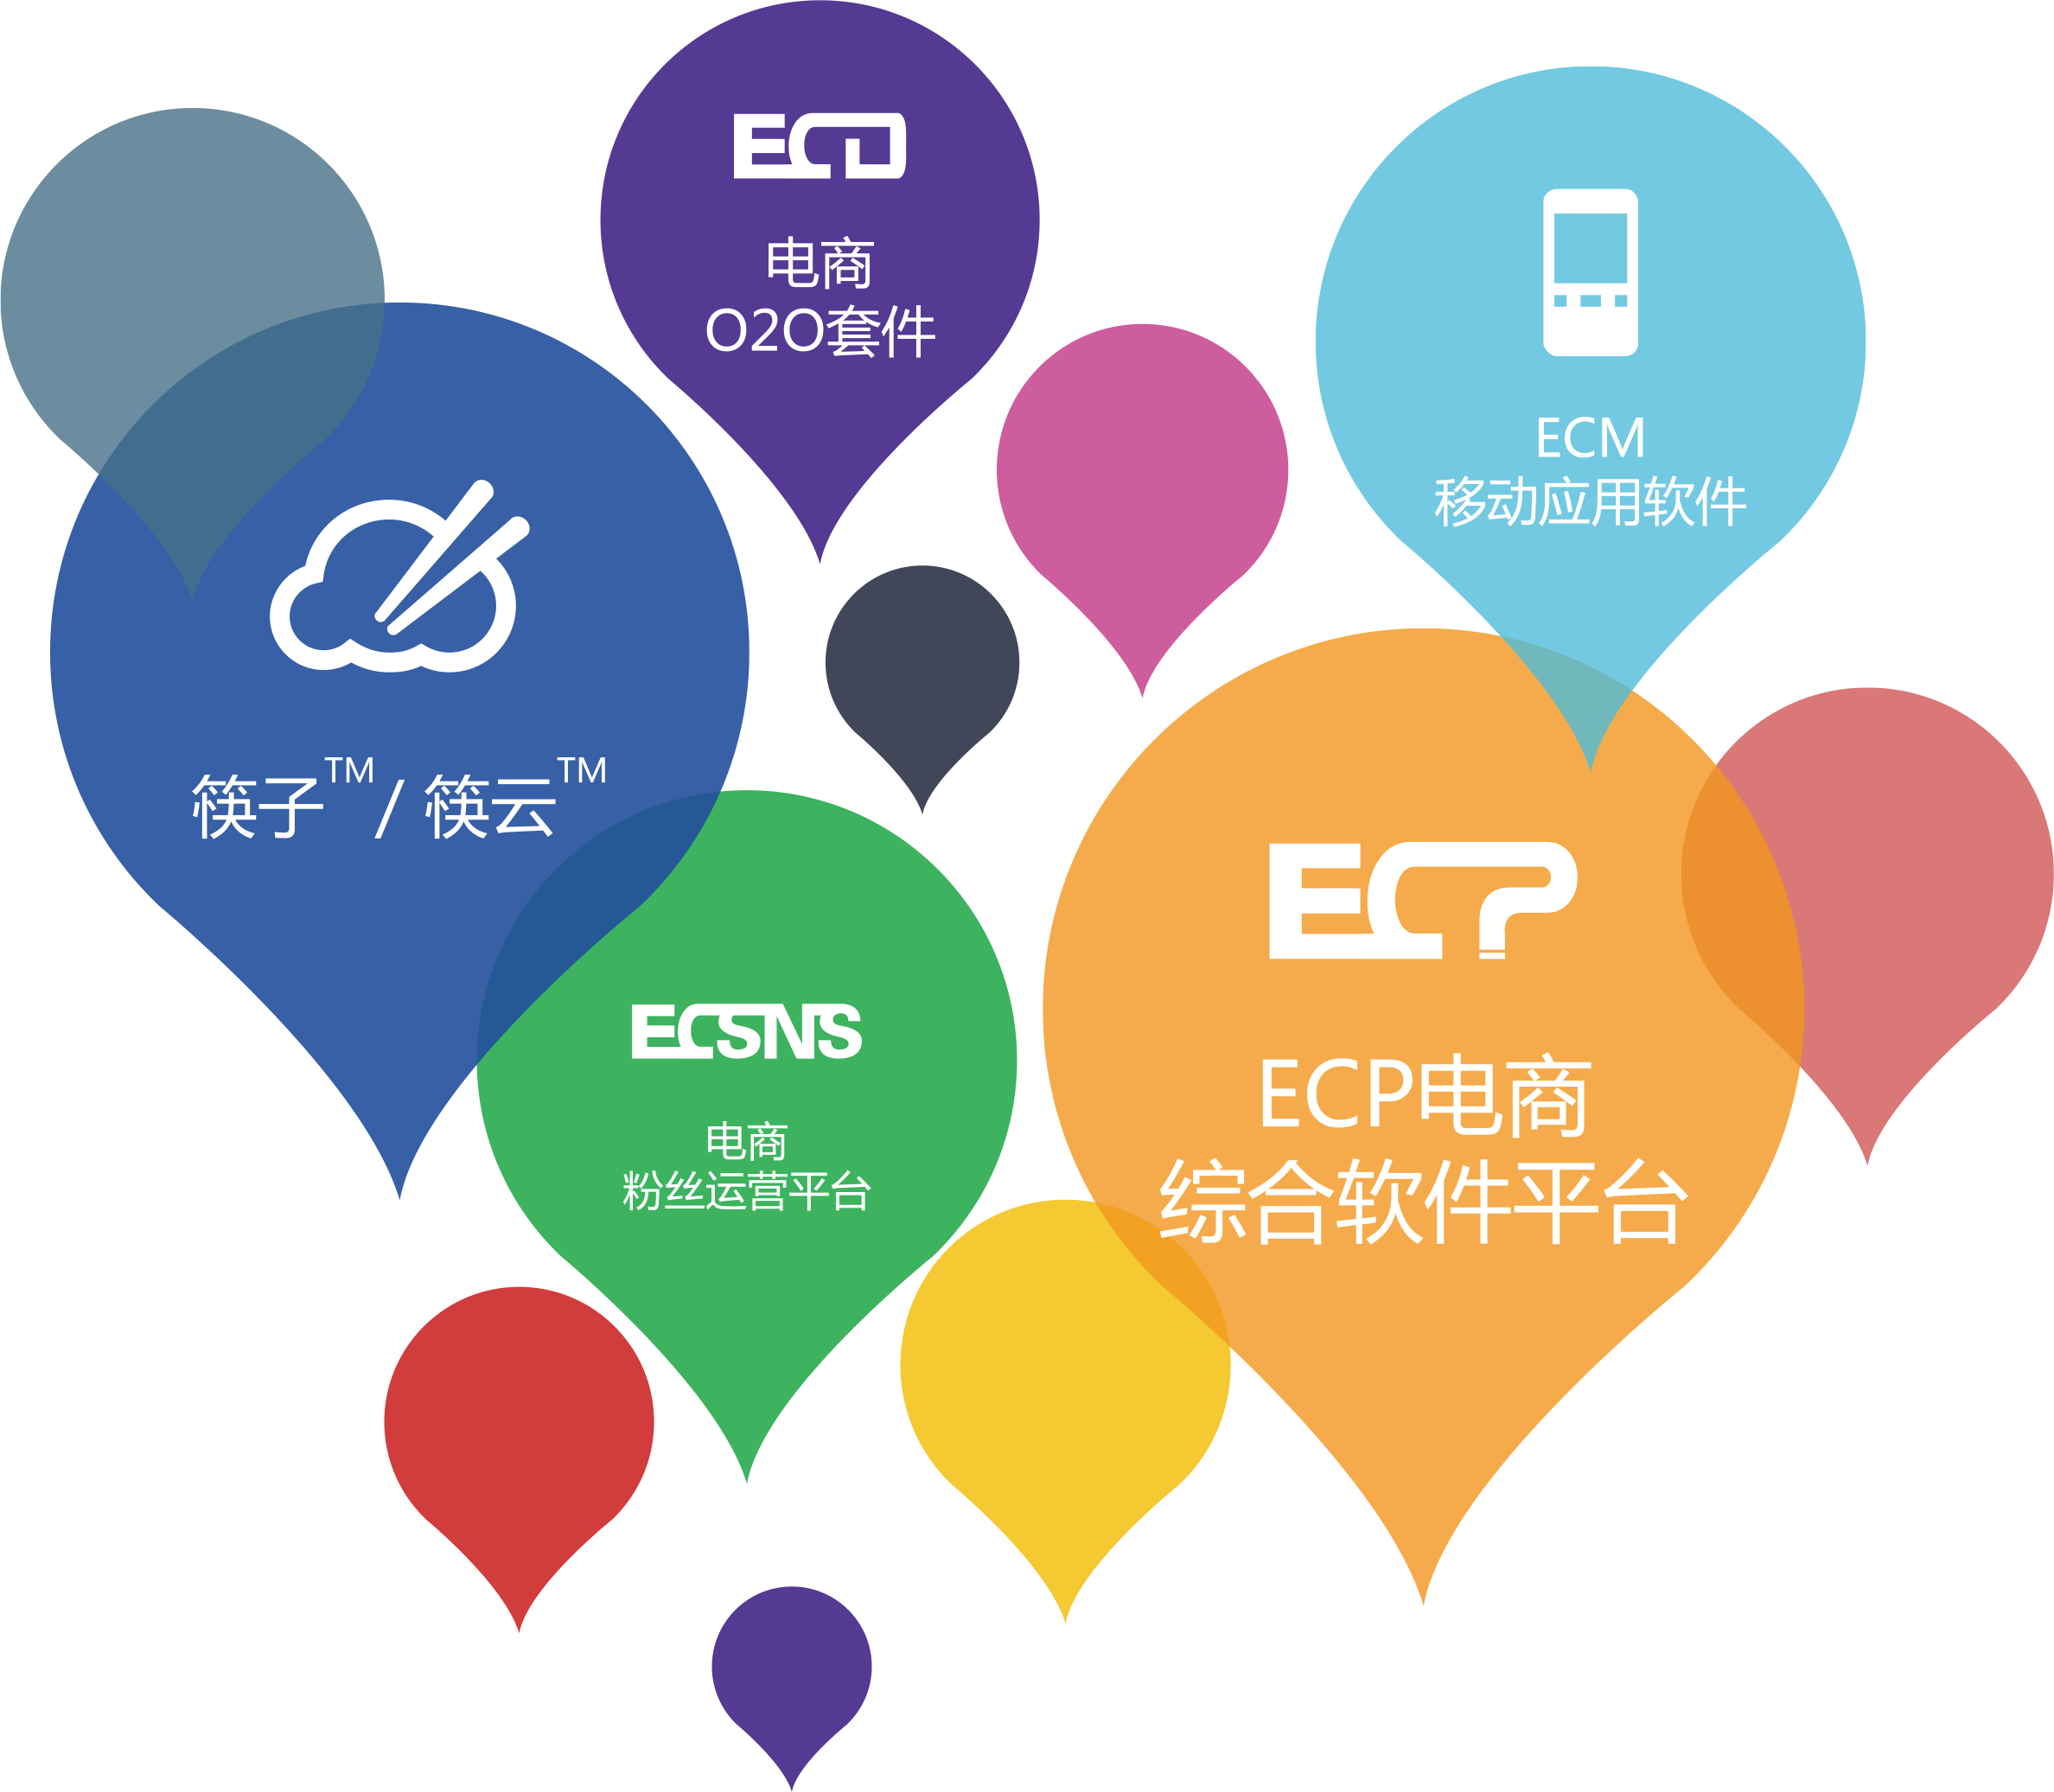 ECO
电商
O2O套件
ECM
移动应用软件
筷子™ / 筷云™
ECP
ECP电商
综合软件平台
ECSNS
电商
粉丝运营平台